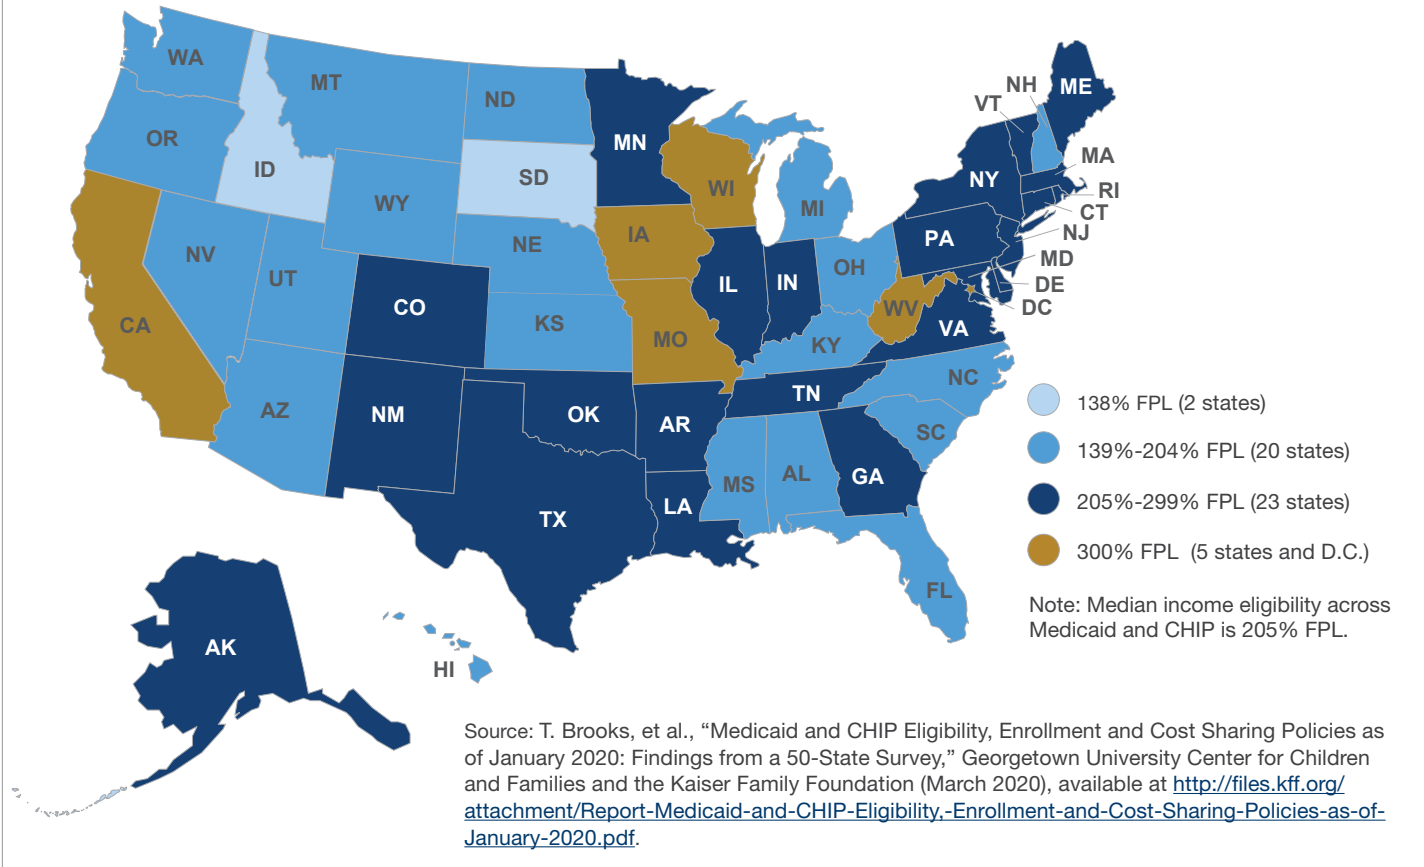 WA
MT
ND
OR
ID
SD
WY
MN
WI
MI
NE
IA
NV
UT
CO
KS
CA
MO
IL
IN
OH
KY
WV
VA
PA
NY
VT
NH
ME
MA
RI
CT
NJ
MD
DE
DC
AZ
NM
OK
AR
TN
NC
SC
MS
AL
GA
TX
LA
FL
AK
HI
138% FPL (2 states)
139%-204% FPL (20 states)
205%-299% FPL (23 states)
300% FPL (5 states and D.C.)
Note: Median income eligibility across
Medicaid and CHIP is 205% FPL.
Source: T. Brooks, et al., “Medicaid and CHIP Eligibility, Enrollment and Cost Sharing Policies as
of January 2020: Findings from a 50-State Survey,” Georgetown University Center for Children
and Families and the Kaiser Family Foundation (March 2020), available at http://files.kff.org/
attachment/Report-Medicaid-and-CHIP-Eligibility,-Enrollment-and-Cost-Sharing-Policies-as-of-
January-2020.pdf.